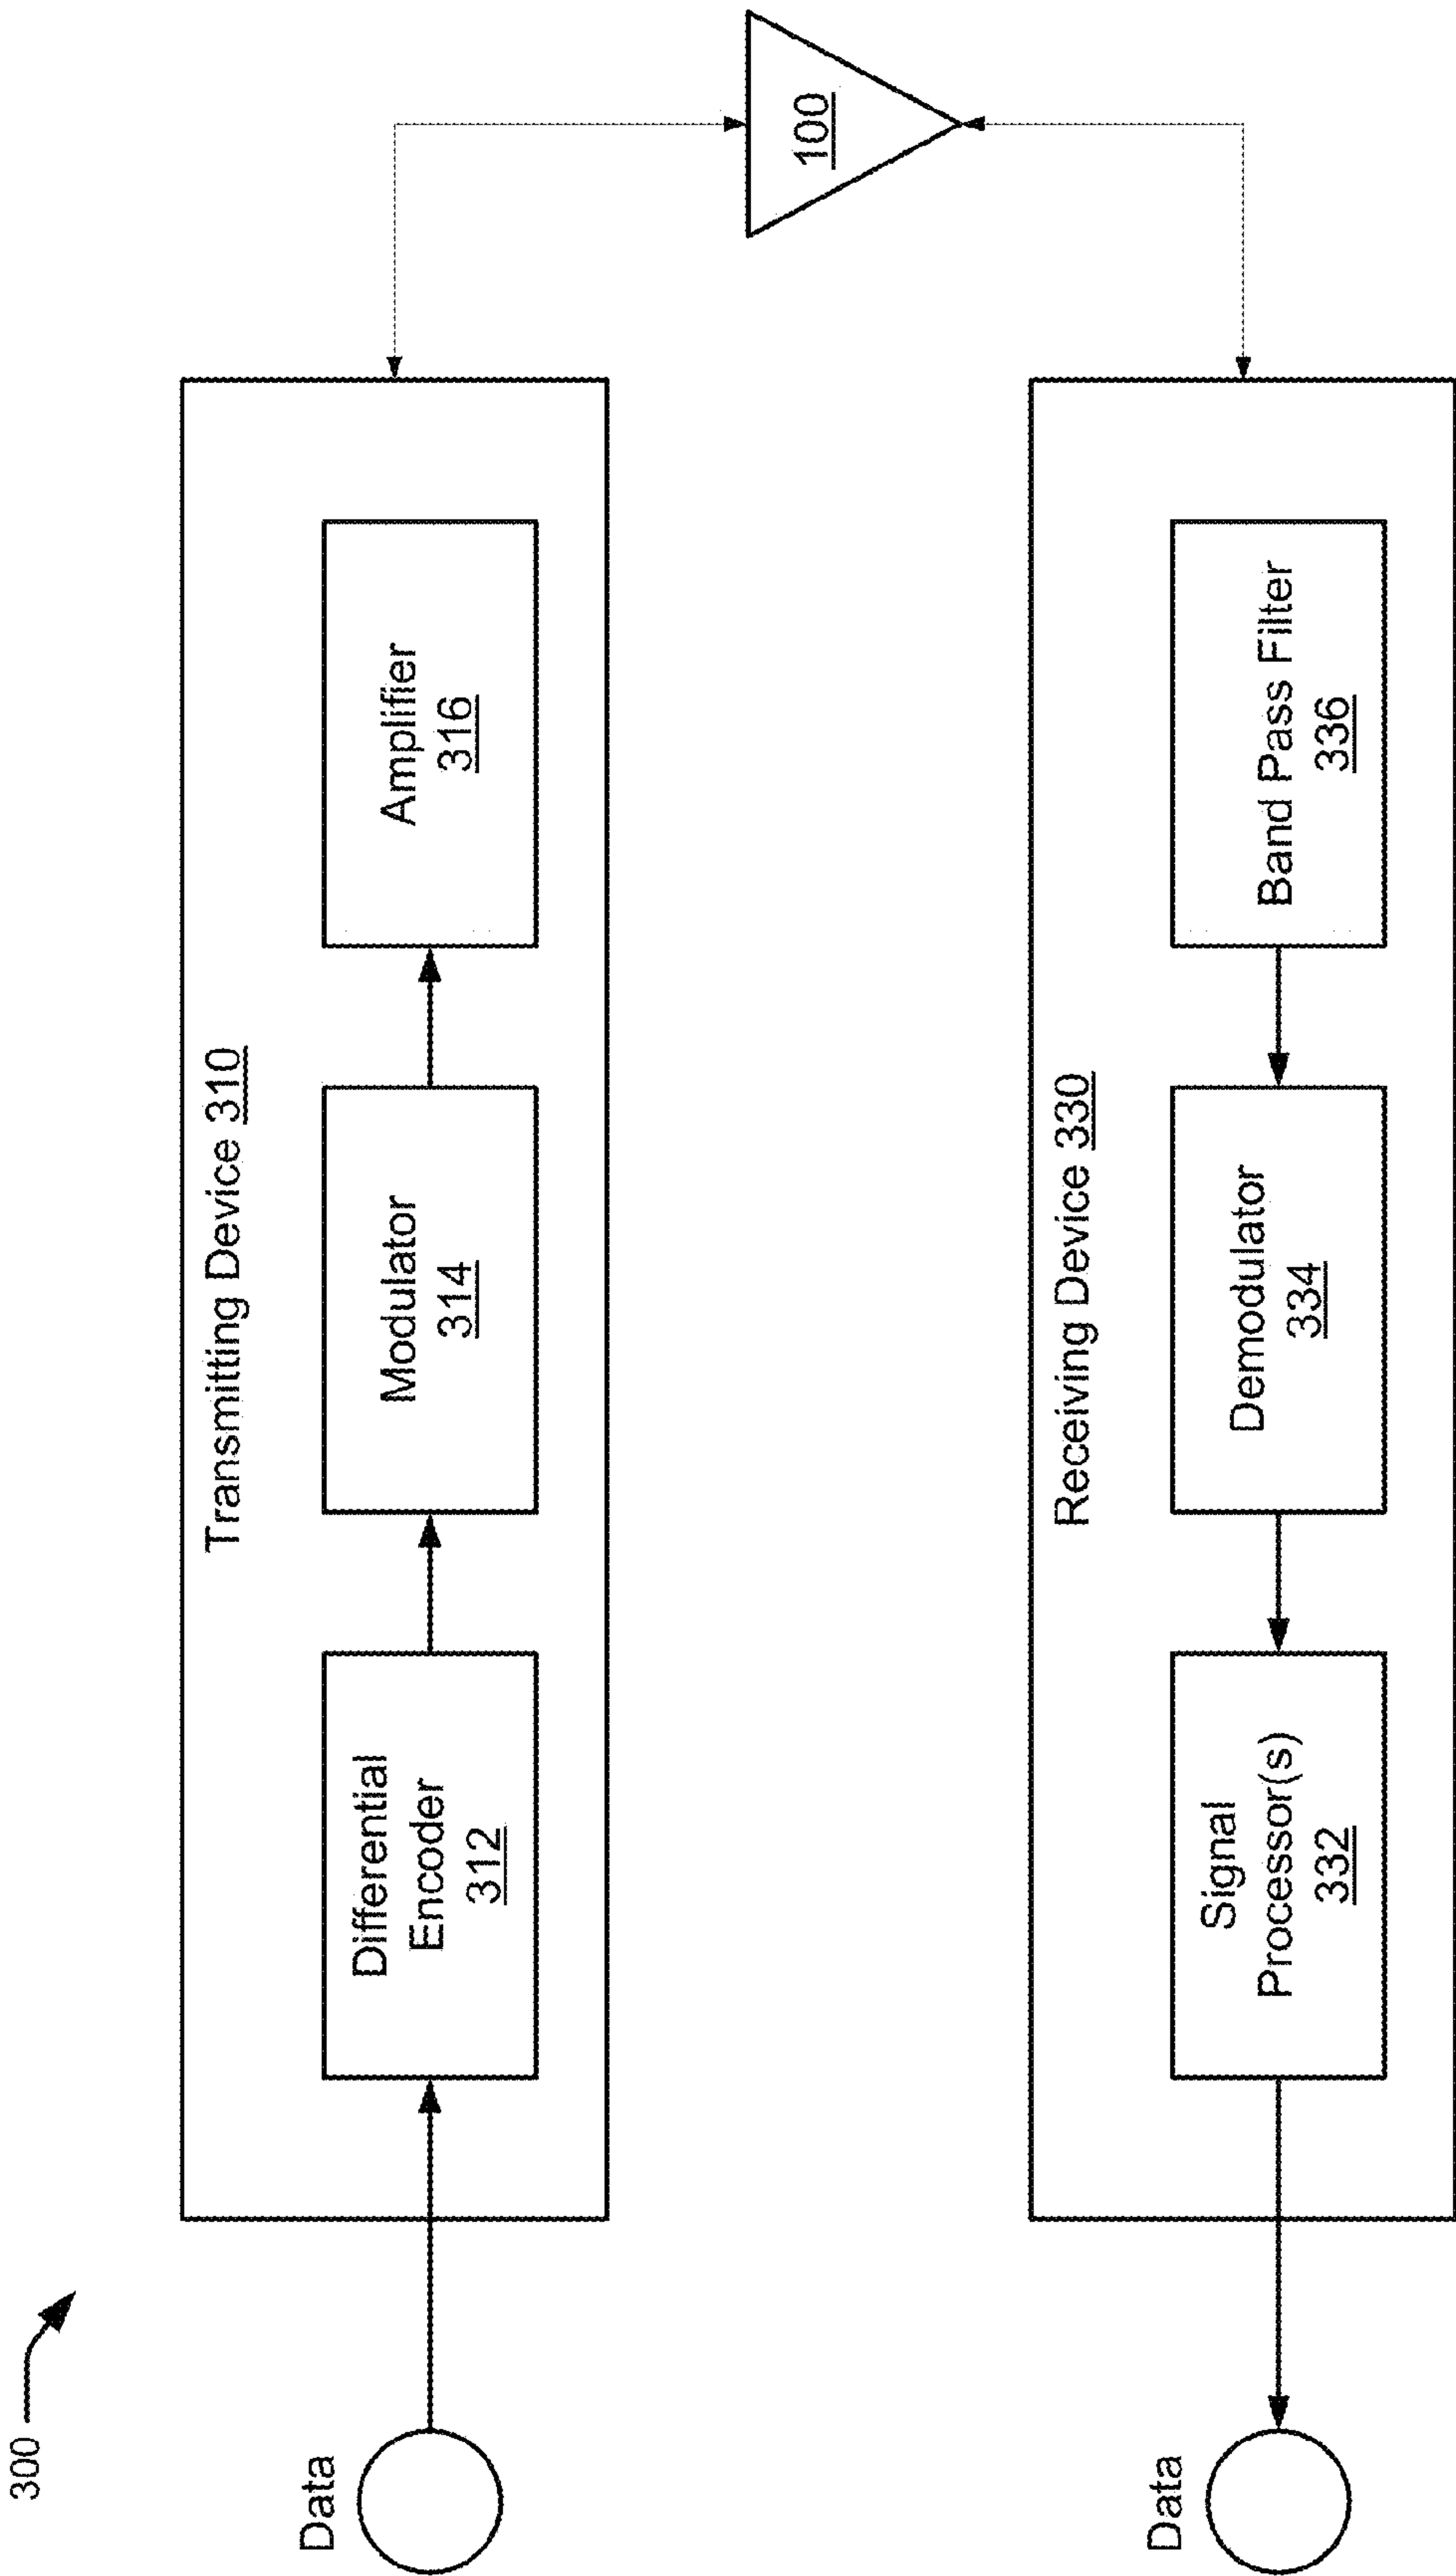 300
Data
Transmitting Device 310
Differential
Encoder
312
Modulator
314
Amplifier
316
100
Data
Receiving Device 330
Signal
Processor(s)
332
Demodulator
334
Band Pass Filter
336